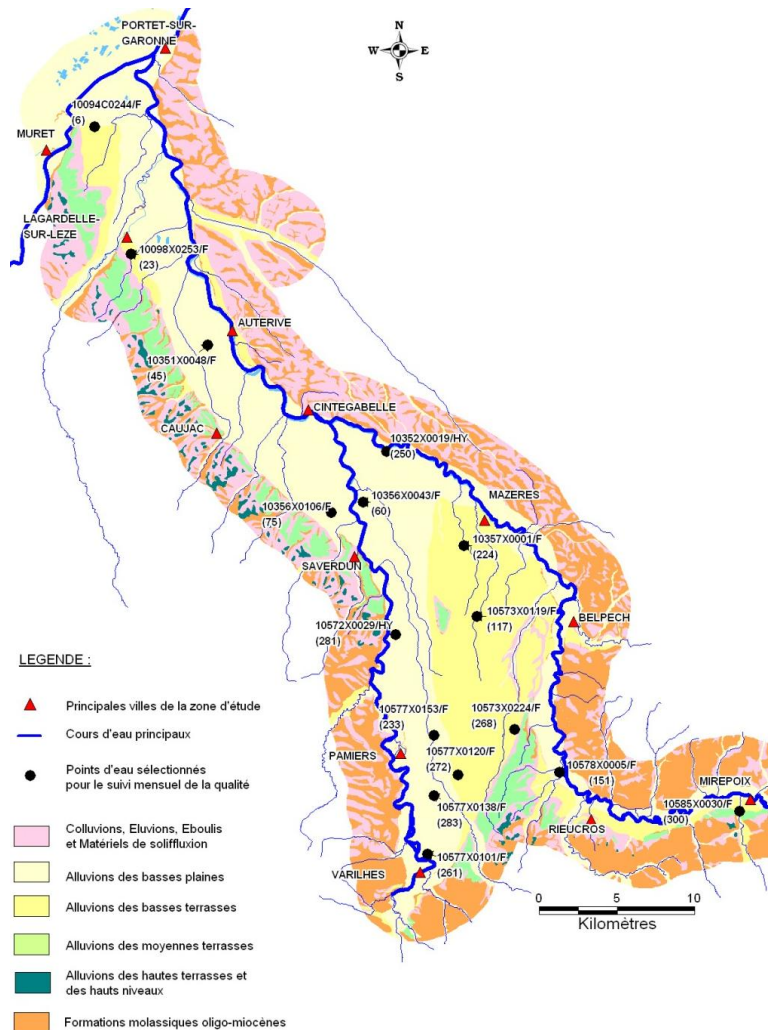 PORTET-SUR-
GARONNE
N
W E
S
10094C0244/F
(6)
MURET
LAGARDELLE-
SUR-LEZE
10098X0253/F
(23)
AUTERIVE
10351X0048/F
(45)
CINTEGABELLE
CAUJAC
10352X0019/HY
(250)
10356X0043/F
(60)
MAZERES
10356X0106/F
(75)
10357X0001/F
(224)
SAVERDUN
10573X0119/F
(117)
BELPECH
10572X0029/HY
(281)
LEGENDE :
Principales villes de la zone d'étude
Cours d'eau principaux
Points d'eau sélectionnés
pour le suivi mensuel de la qualité
Colluvions, Eluvions, Eboulis
et Matériels de soliffluxion
Alluvions des basses plaines
Alluvions des basses terrasses
Alluvions des moyennes terrasses
Alluvions des hautes terrasses et
des hauts niveaux
Formations molassiques oligo-miocènes
10577X0153/F
(233)
10573X0224/F
(268)
PAMIERS
10577X0120/F
(272)
10578X0005/F
(151)
MIREPOIX
10577X0138/F
(283)
10585X0030/F
(300)
RIEUCROS
10577X0101/F
(261)
VARILHES
0 5 10
Kilomètres